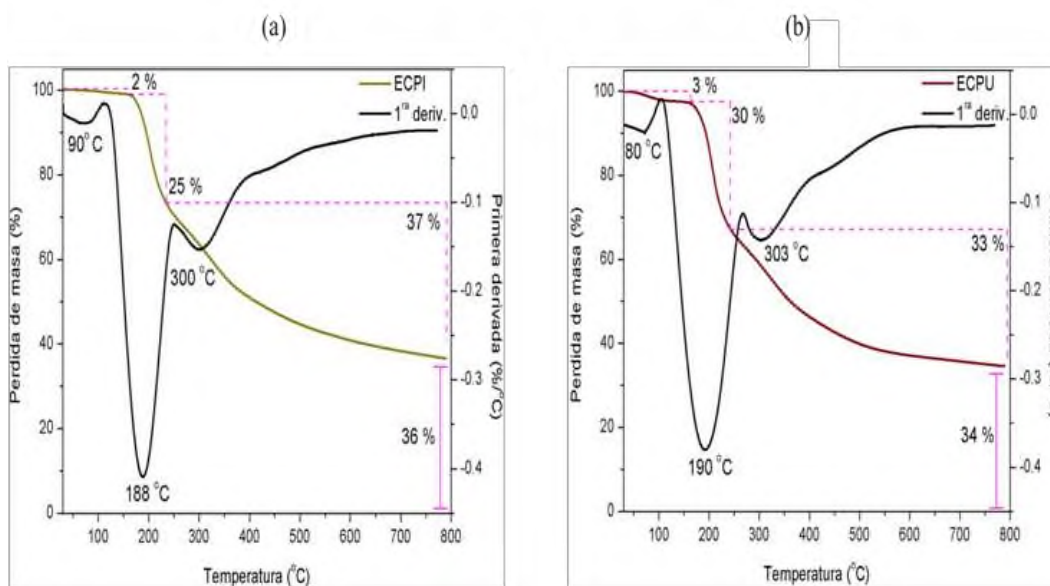 (a)
Perdida de masa (%)
100
80
60
40
20
0
2 %
ECPI
1ra deriv.
90 °C
25 %
37 %
300 °C
36 %
188 °C
0.0
-0.1
-0.2
-0.3
-0.4
Primera derivada (%/°C)
100 200 300 400 500 600 700 800
Temperatura (°C)
(b)
Perdida de masa (%)
100
80
60
40
20
0
3 %
ECPU
1ra deriv.
30 %
80 °C
33 %
303 °C
34 %
190 °C
0.0
-0.1
-0.2
-0.3
-0.4
100 200 300 400 500 600 700 800
Temperatura (°C)